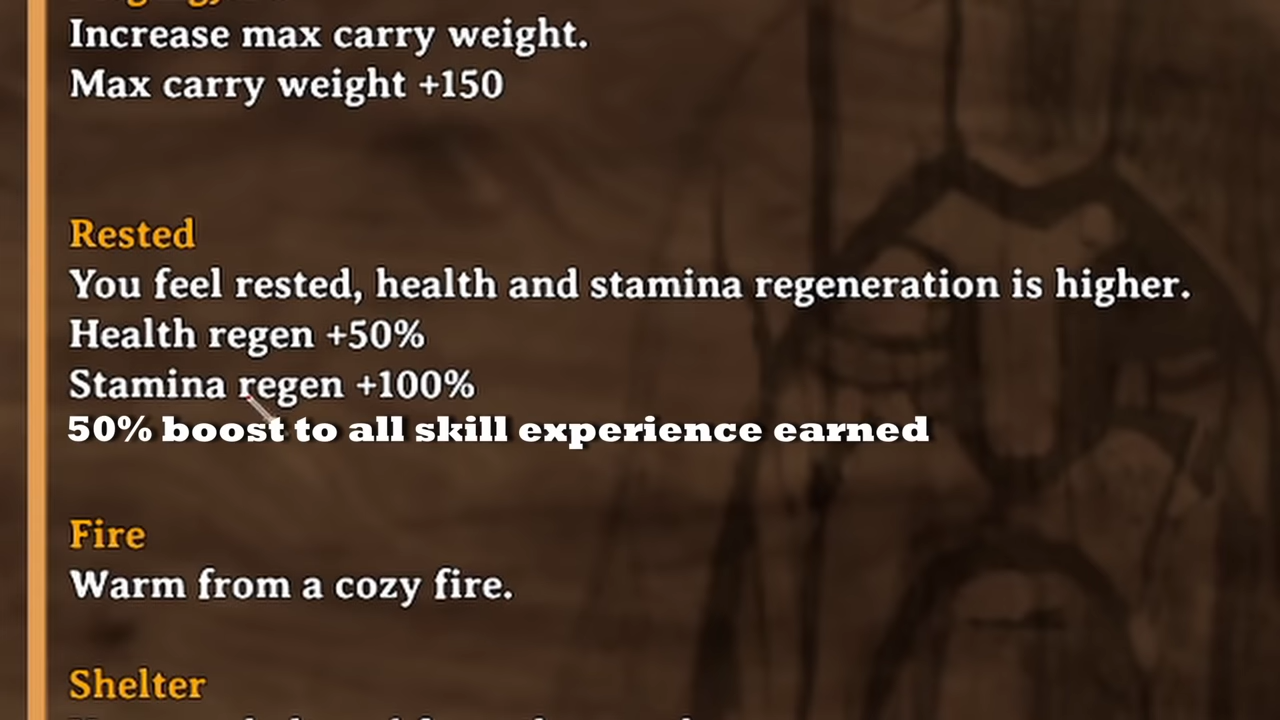 Increase max carry weight.
Max carry weight +150
Rested
You feel rested, health and stamina regeneration is higher.
Health regen +50%
Stamina regen +100%
50% boost to all skill experience earned
Fire
Warm from a cozy fire.
Shelter